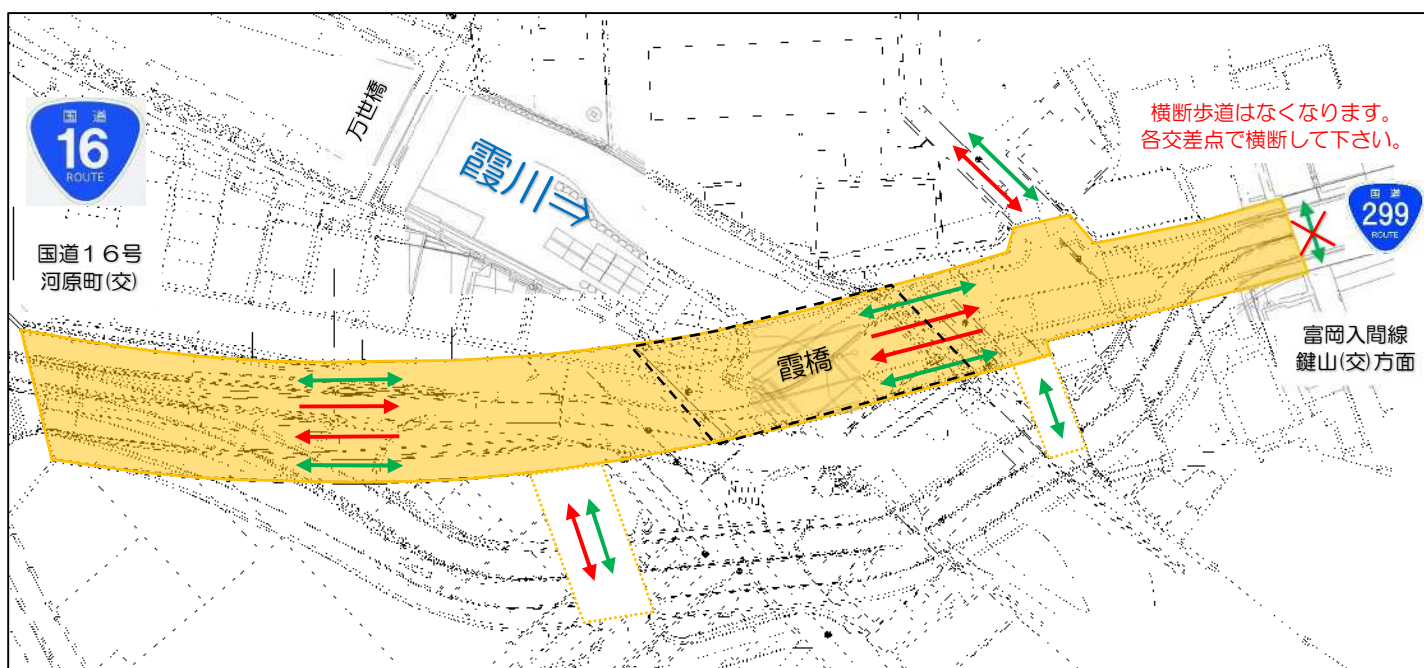 国道
16
ROUTE
国道１６号
河原町(交)
万世橋
霞川⇒
横断歩道はなくなります。
各交差点で横断して下さい。
国道
299
ROUTE
霞橋
富岡入間線
鍵山(交)方面